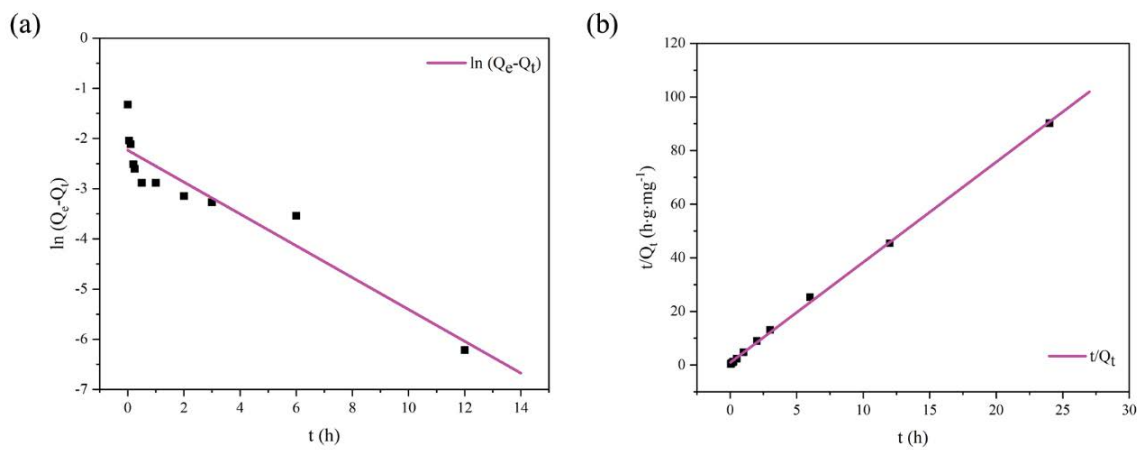 (a)
0
-1
-2
-3
-4
-5
-6
-7
ln (Qe-Qt)
ln (Qe-Qt)
0 2 4 6 8 10 12 14
t (h)
(b)
120
100
80
60
40
20
0
t/Qt (h·g·mg-1)
t/Qt
0 5 10 15 20 25 30
t (h)